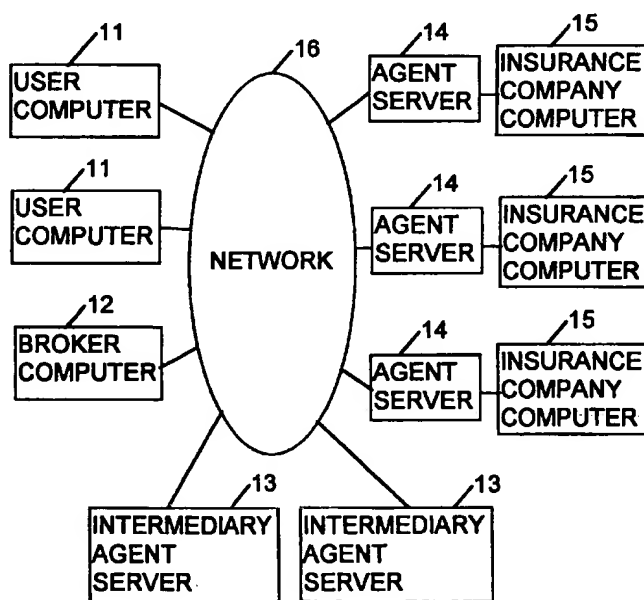 11
USER
COMPUTER
11
USER
COMPUTER
12
BROKER
COMPUTER
16
NETWORK
14
AGENT
SERVER
15
INSURANCE
COMPANY
COMPUTER
14
AGENT
SERVER
15
INSURANCE
COMPANY
COMPUTER
14
AGENT
SERVER
15
INSURANCE
COMPANY
COMPUTER
13
INTERMEDIARY
AGENT
SERVER
13
INTERMEDIARY
AGENT
SERVER